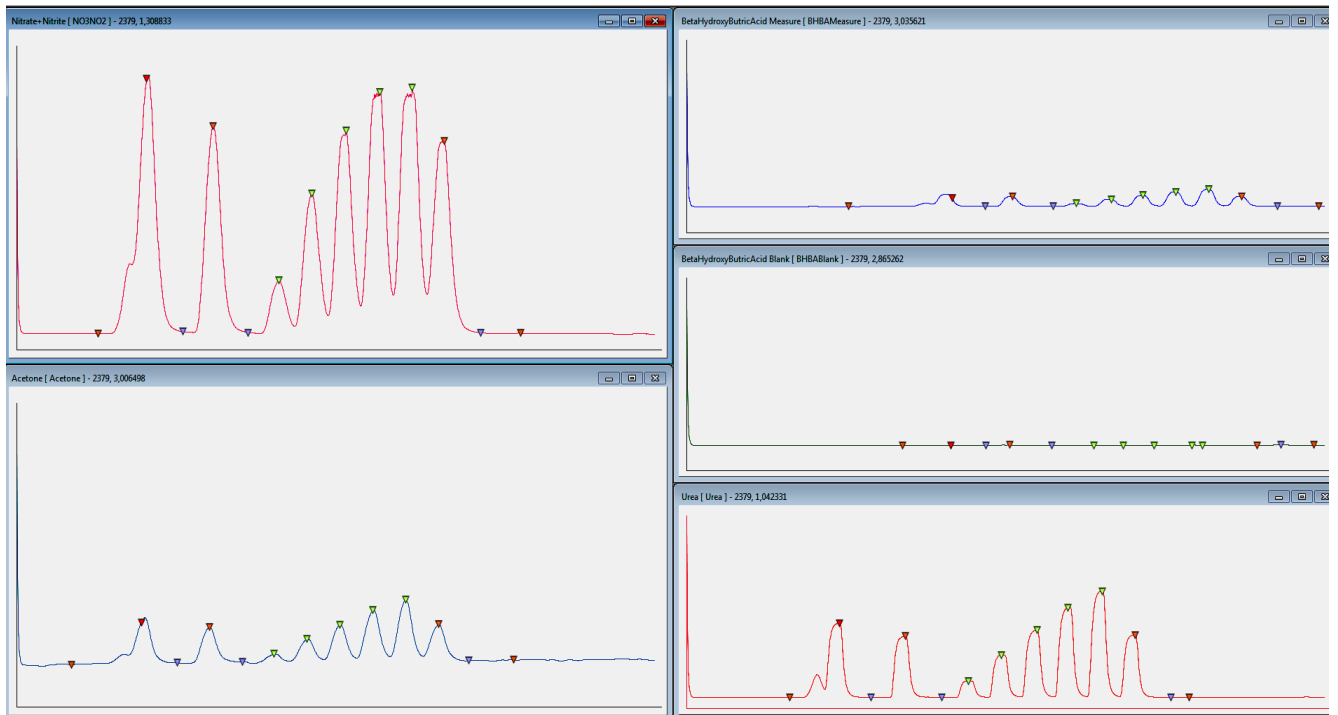 Nitrate+Nitrite [ NO3NO2 ] - 2379, 1,308833
Acetone [ Acetone ] - 2379, 3,006498
BetaHydroxyButricAcid Measure [ BHBAMeasure ] - 2379, 3,035621
BetaHydroxyButricAcid Blank [ BHBABlank ] - 2379, 2,865262
Urea [ Urea ] - 2379, 1,042331